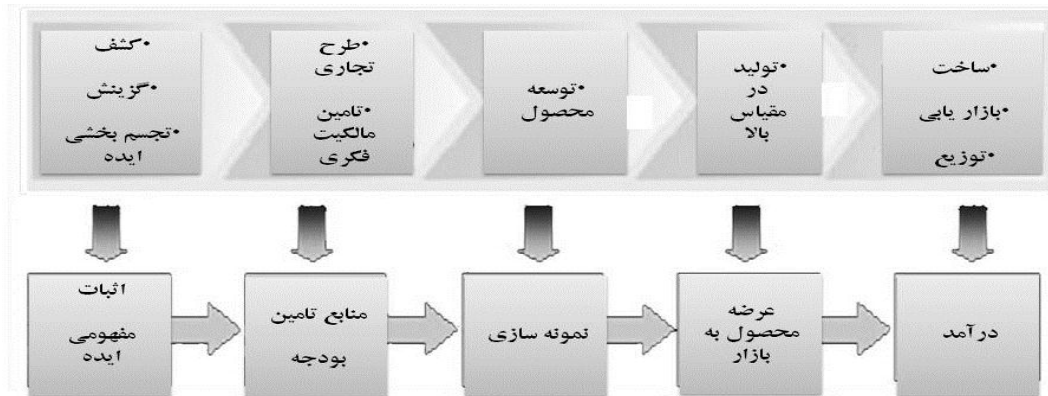 •کشف
•گزینش
•تجسم بخشی
ایده
•طرح
تجاری
•تامین
مالکیت
فکری
•توسعه
محصول
•تولید
در
مقیاس
بالا
•ساخت
•بازار یابی
•توزیع
اثبات
مفهومی
ایده
منابع تامین
بودجه
نمونه سازی
عرضه
محصول به
بازار
درآمد